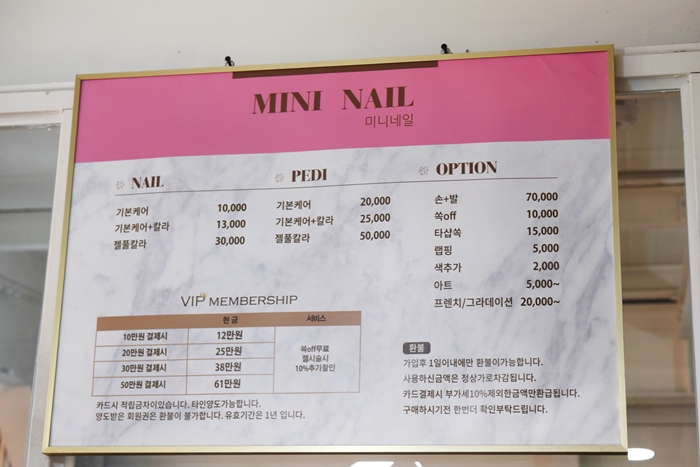 MINI NAIL
미니네일
NAIL
기본케어 10,000
기본케어+칼라 13,000
젤풀칼라 30,000
PEDI
기본케어 20,000
기본케어+칼라 25,000
젤풀칼라 50,000
OPTION
손+발 70,000
쏙off 10,000
타샵쏙 15,000
랩핑 5,000
색추가 2,000
아트 5,000~
프렌치/그라데이션 20,000~
VIP MEMBERSHIP
현금 서비스
10만원 결제시 12만원
20만원 결제시 25만원
30만원 결제시 38만원
50만원 결제시 61만원
쏙off무료
젤시술시
10%추가할인
카드시 적립금차이있습니다. 타인양도가능합니다.
양도받은 회원권은 환불이 불가합니다. 유효기간은 1년 입니다.
환불
가입후 1일이내에만 환불이가능합니다.
사용하신금액은 정상가로차감됩니다.
카드결제시 부가세10%제외한금액만환급됩니다.
구매하시기전 한번더 확인부탁드립니다.